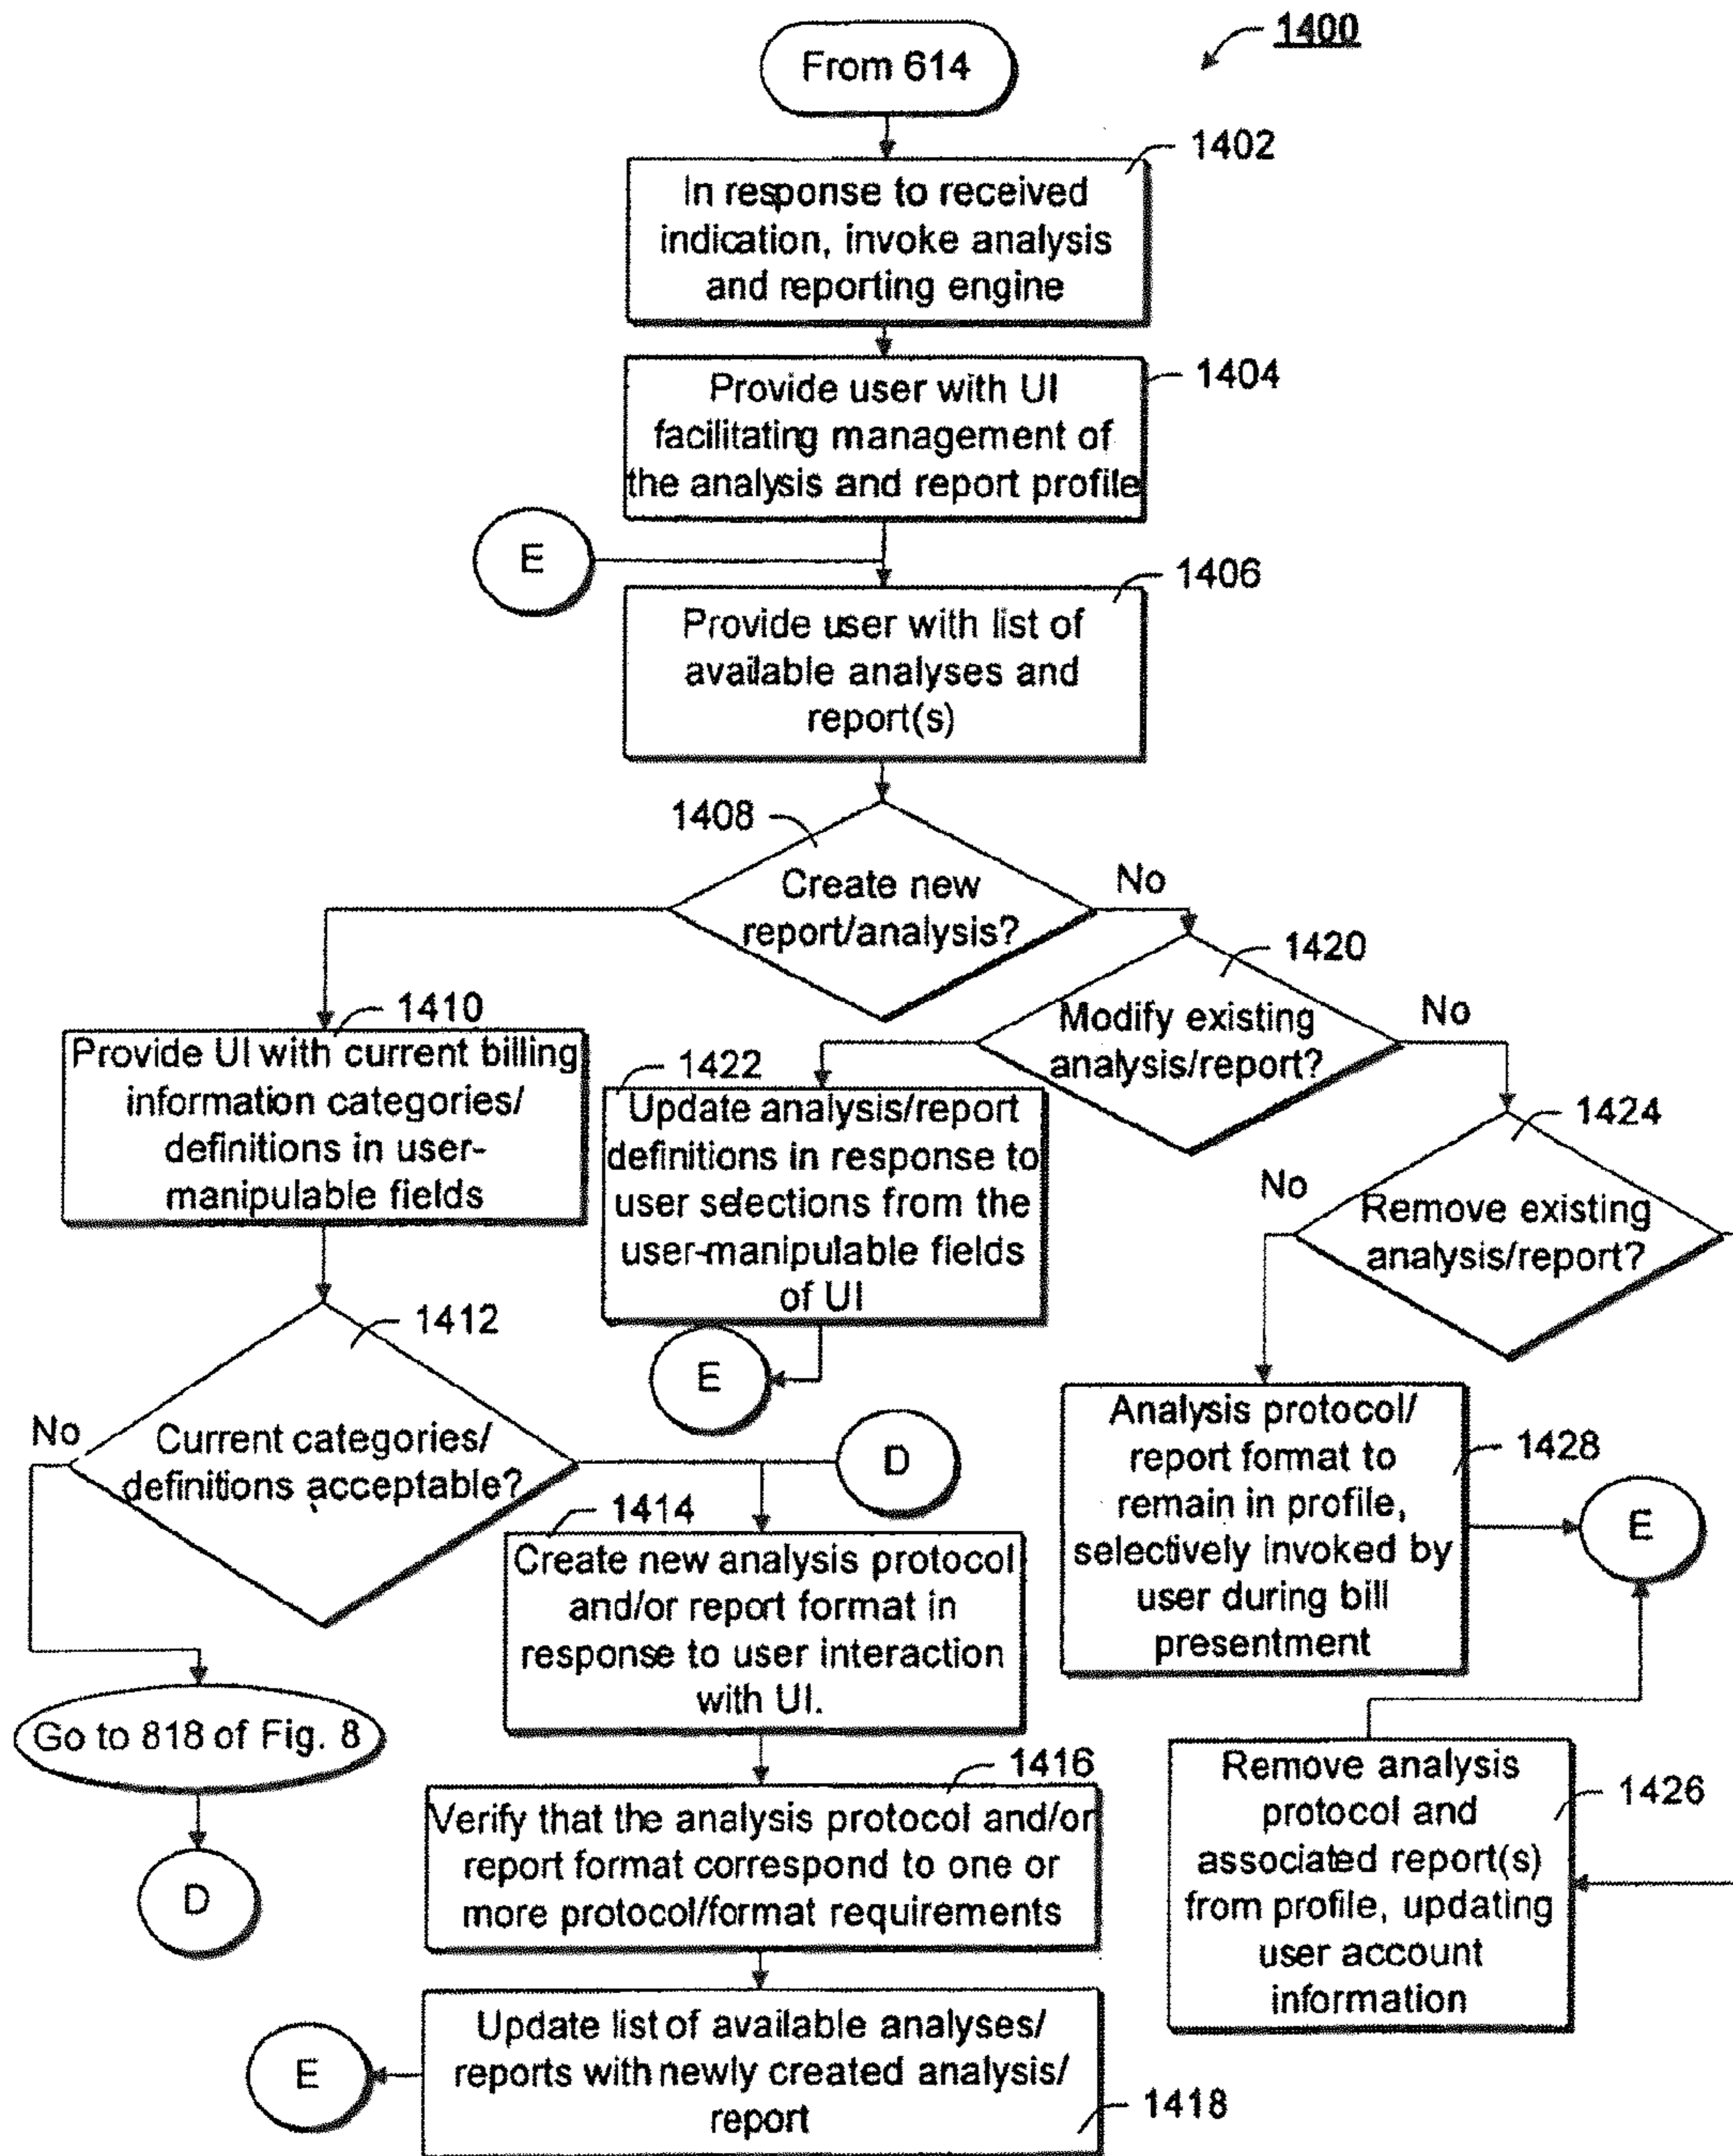 1400
From 614
1402
In response to received
indication, invoke analysis
and reporting engine
1404
Provide user with UI
facilitating management of
the analysis and report profile
E
1406
Provide user with list of
available analyses and
report(s)
1408
Create new
report/analysis?
No
1420
Modify existing
analysis/report?
No
1410
Provide UI with current billing
information categories/
definitions in user-
manipulable fields
1422
Update analysis/report
definitions in response to
user selections from the
user-manipulable fields
of UI
E
1424
Remove existing
analysis/report?
No
1412
Current categories/
definitions acceptable?
No
D
1414
Create new analysis protocol
and/or report format in
response to user interaction
with UI.
1428
Analysis protocol/
report format to
remain in profile,
selectively invoked by
user during bill
presentment
E
Go to 818 of Fig. 8
D
1416
Verify that the analysis protocol and/or
report format correspond to one or
more protocol/format requirements
1426
Remove analysis
protocol and
associated report(s)
from profile, updating
user account
information
Update list of available analyses/
reports with newly created analysis/
report
1418
E